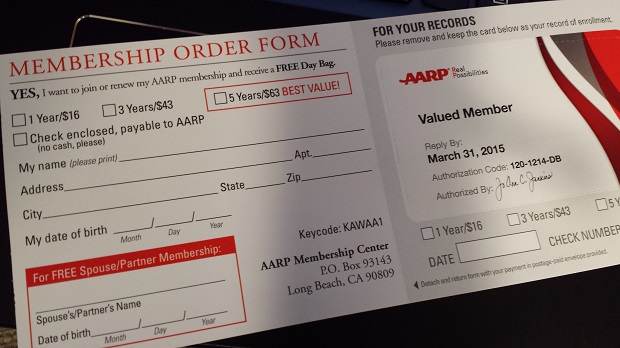 MEMBERSHIP ORDER FORM
YES, I want to join or renew my AARP membership and receive a FREE Day Bag.
1 Year/$16 3 Years/$43 5 Years/$63 BEST VALUE!
Check enclosed, payable to AARP
(no cash, please)
My name (please print)
Address Apt.
City State Zip
My date of birth / /
Month Day Year
For FREE Spouse/Partner Membership:
Spouse's/Partner's Name
Date of birth / /
Month Day Year
Keycode: KAWAA1
AARP Membership Center
P.O. Box 93143
Long Beach, CA 90809
FOR YOUR RECORDS
Please remove and keep the card below as your record of enrollment.
AARP Real
Possibilities
Valued Member
Reply By:
March 31, 2015
Authorization Code: 120-1214-DB
Authorized By:
1 Year/$16 3 Years/$43 5 Y
DATE CHECK NUMBER
Detach and return form with your payment in postage-paid envelope provided.